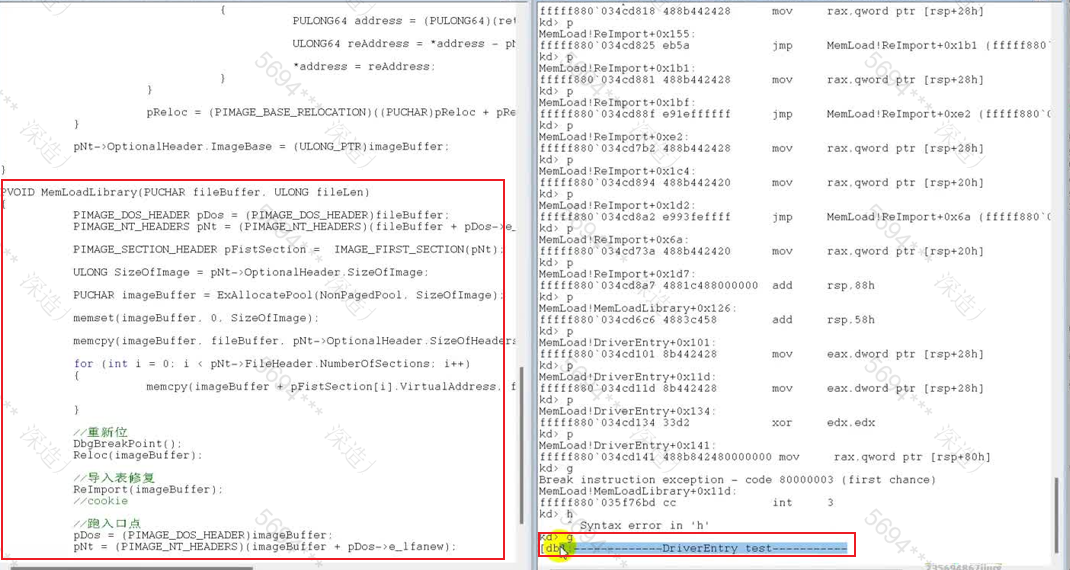 {
PULONG64 address = (PULONG64)(re
ULONG64 reAddress = *address - pN
*address = reAddress;
}
}
pReloc = (PIMAGE_BASE_RELOCATION)((PUCHAR)pReloc + pRe
}
pNt->OptionalHeader.ImageBase = (ULONG_PTR)imageBuffer;
}
PVOID MemLoadLibrary(PUCHAR fileBuffer, ULONG fileLen)
{
PIMAGE_DOS_HEADER pDos = (PIMAGE_DOS_HEADER)fileBuffer;
PIMAGE_NT_HEADERS pNt = (PIMAGE_NT_HEADERS)(fileBuffer + pDos->e_
PIMAGE_SECTION_HEADER pFistSection = IMAGE_FIRST_SECTION(pNt);
ULONG SizeOfImage = pNt->OptionalHeader.SizeOfImage;
PUCHAR imageBuffer = ExAllocatePool(NonPagedPool, SizeOfImage);
memset(imageBuffer, 0, SizeOfImage);
memcpy(imageBuffer, fileBuffer, pNt->OptionalHeader.SizeOfHeaders
for (int i = 0; i < pNt->FileHeader.NumberOfSections; i++)
{
memcpy(imageBuffer + pFistSection[i].VirtualAddress, f
}
//重新位
DbgBreakPoint();
Reloc(imageBuffer);
//导入表修复
ReImport(imageBuffer);
//cookie
//跑入口点
pDos = (PIMAGE_DOS_HEADER)imageBuffer;
pNt = (PIMAGE_NT_HEADERS)(imageBuffer + pDos->e_lfanew);
fffff880`034cd818 488b442428 mov rax,qword ptr [rsp+28h]
kd> p
MemLoad!ReImport+0x155:
fffff880`034cd825 eb5a jmp MemLoad!ReImport+0x1b1 (fffff880`
kd> p
MemLoad!ReImport+0x1b1:
fffff880`034cd881 488b442428 mov rax,qword ptr [rsp+28h]
kd> p
MemLoad!ReImport+0x1bf:
fffff880`034cd88f e91effffff jmp MemLoad!ReImport+0xe2 (fffff880`0
kd> p
MemLoad!ReImport+0xe2:
fffff880`034cd7b2 488b442428 mov rax,qword ptr [rsp+28h]
kd> p
MemLoad!ReImport+0x1c4:
fffff880`034cd894 488b442420 mov rax,qword ptr [rsp+20h]
kd> p
MemLoad!ReImport+0x1d2:
fffff880`034cd8a2 e993feffff jmp MemLoad!ReImport+0x6a (fffff880`0
kd> p
MemLoad!ReImport+0x6a:
fffff880`034cd73a 488b442420 mov rax,qword ptr [rsp+20h]
kd> p
MemLoad!ReImport+0x1d7:
fffff880`034cd8a7 4881c488000000 add rsp,88h
kd> p
MemLoad!MemLoadLibrary+0x126:
fffff880`034cd6c6 4883c458 add rsp,58h
kd> p
MemLoad!DriverEntry+0x101:
fffff880`034cd101 8b442428 mov eax,dword ptr [rsp+28h]
kd> p
MemLoad!DriverEntry+0x11d:
fffff880`034cd11d 8b442428 mov eax,dword ptr [rsp+28h]
kd> p
MemLoad!DriverEntry+0x134:
fffff880`034cd134 33d2 xor edx,edx
kd> p
MemLoad!DriverEntry+0x141:
fffff880`034cd141 488b842480000000 mov rax,qword ptr [rsp+80h]
kd> g
Break instruction exception - code 80000003 (first chance)
MemLoad!MemLoadLibrary+0x11d:
fffff880`035f76bd cc int 3
kd> h
Syntax error in 'h'
kd> g
DriverEntry test------------
5694***
深造